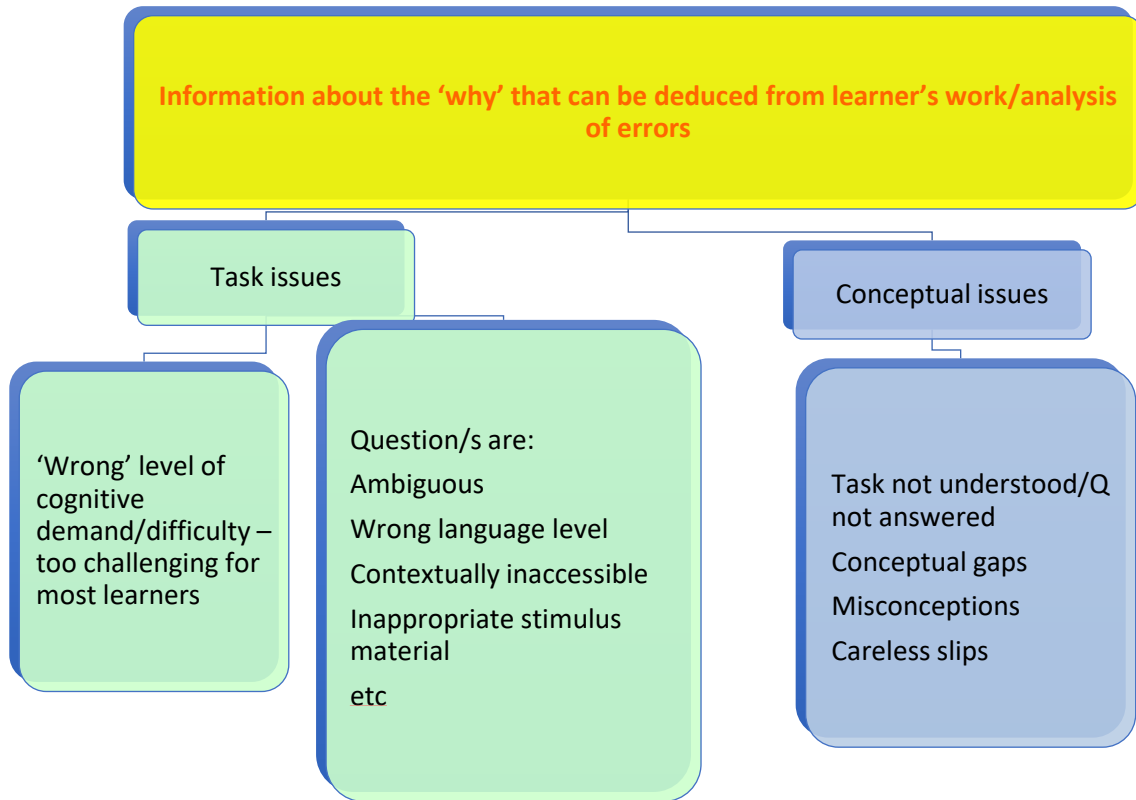 Information about the ‘why’ that can be deduced from learner’s work/analysis
of errors
Task issues
Conceptual issues
‘Wrong’ level of
cognitive
demand/difficulty –
too challenging for
most learners
Question/s are:
Ambiguous
Wrong language level
Contextually inaccessible
Inappropriate stimulus
material
etc
Task not understood/Q
not answered
Conceptual gaps
Misconceptions
Careless slips